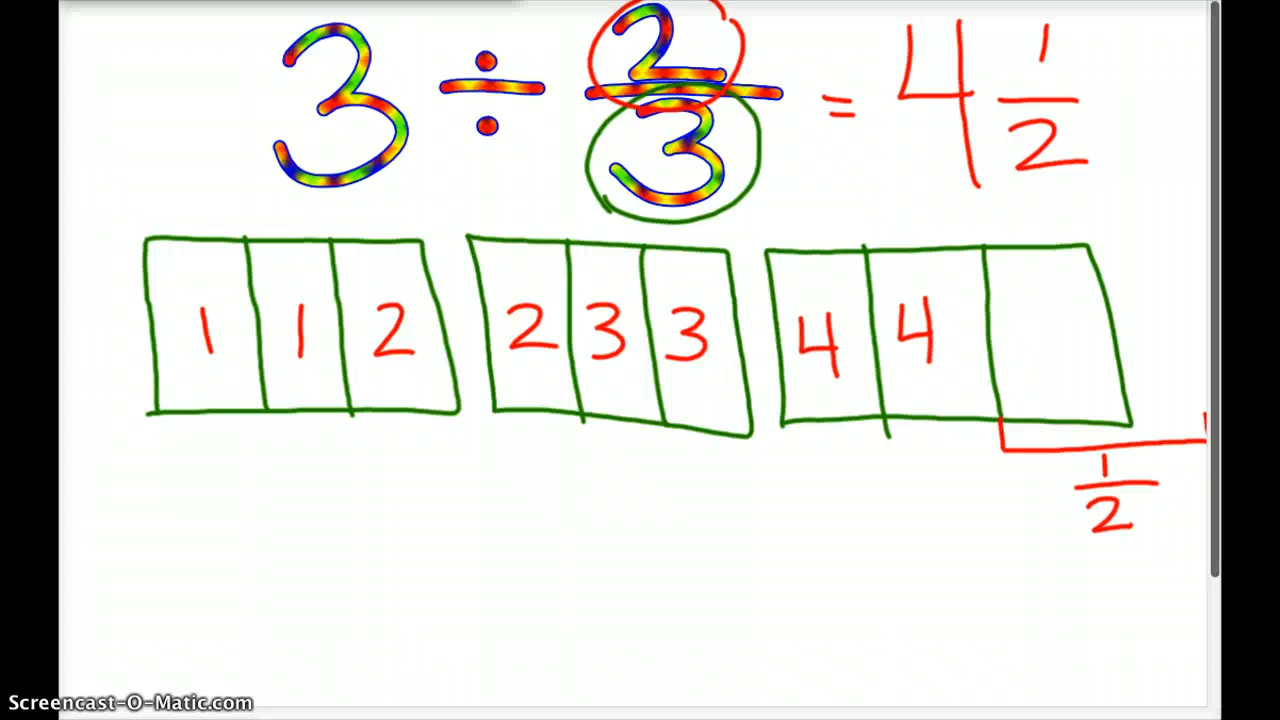 3 ÷ 2/3 = 4 1/2
1 1 2 2 3 3 4 4
1/2
Screencast-O-Matic.com